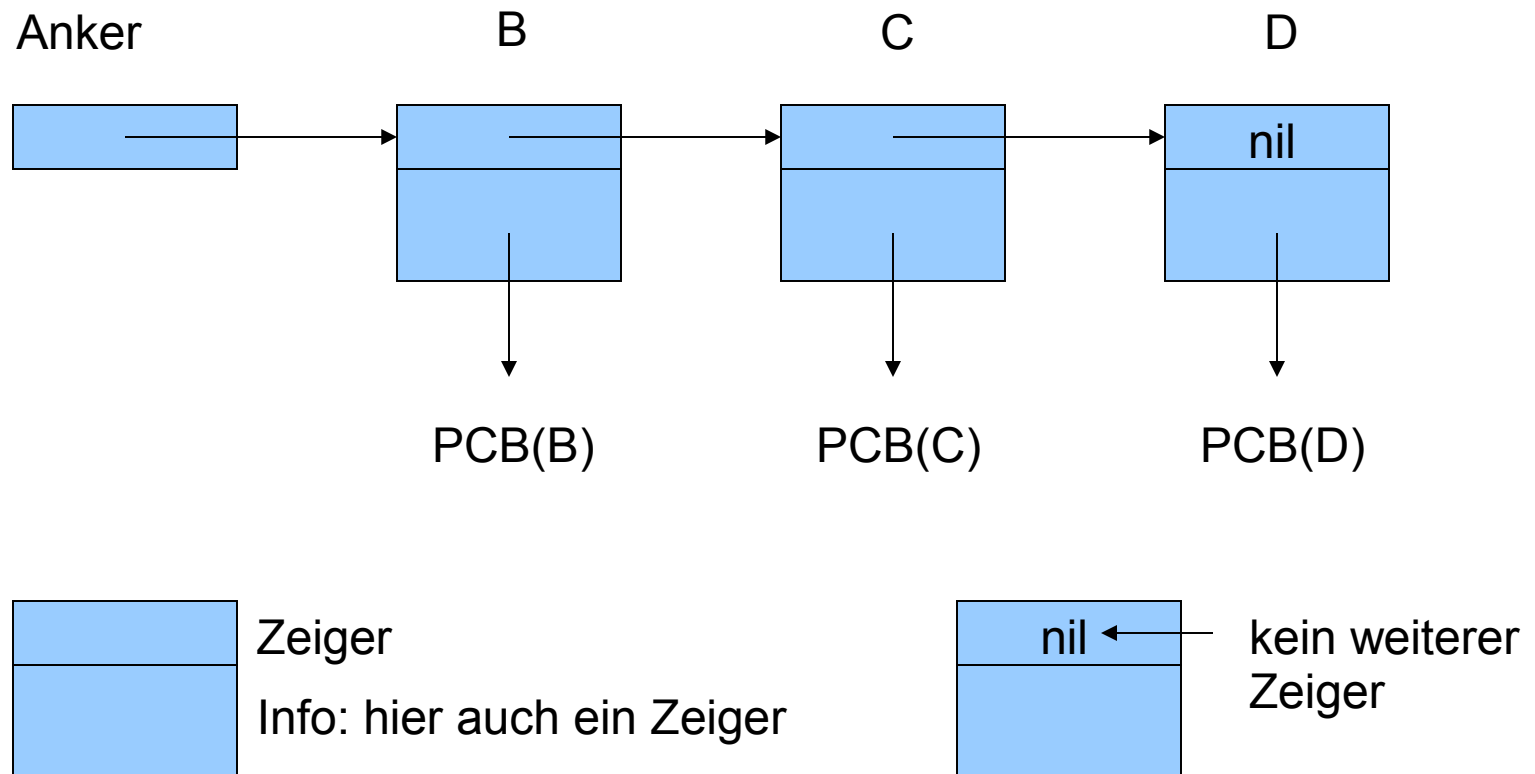 Anker
B
C
D
nil
PCB(B)
PCB(C)
PCB(D)
Zeiger
Info: hier auch ein Zeiger
nil
kein weiterer
Zeiger